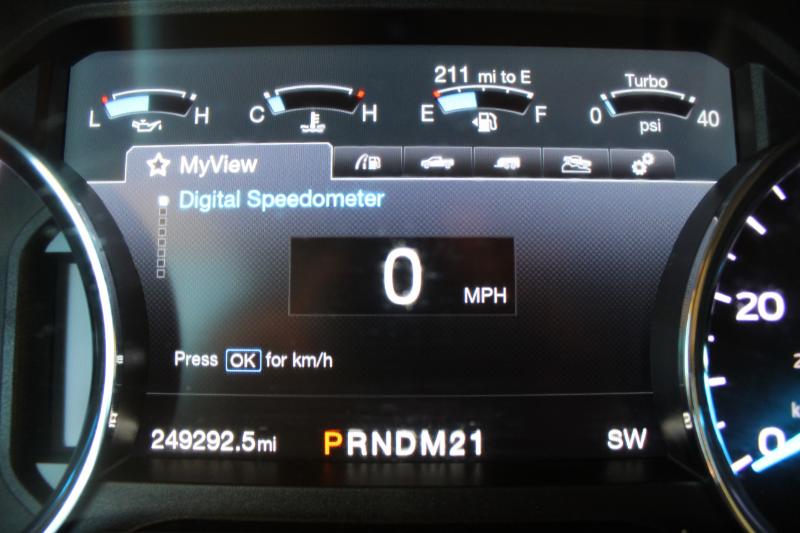 211 mi to E
Turbo
L H
C H
E F
0 psi 40
MyView
Digital Speedometer
0 MPH
20
Press OK for km/h
0
249292.5mi
PRNDM21
SW